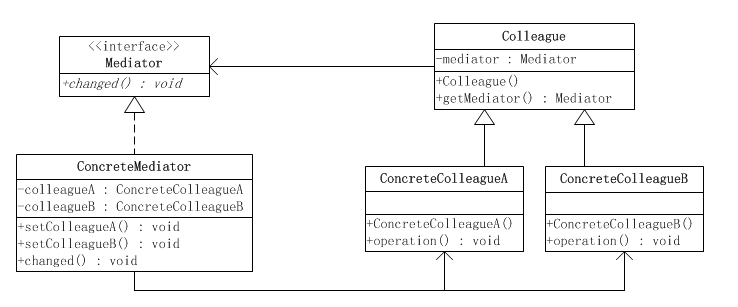 <<interface>>
Mediator
+changed() : void
Colleague
-mediator : Mediator
+Colleague()
+getMediator() : Mediator
ConcreteMediator
-colleagueA : ConcreteColleagueA
-colleagueB : ConcreteColleagueB
+setColleagueA() : void
+setColleagueB() : void
+changed() : void
ConcreteColleagueA
+ConcreteColleagueA()
+operation() : void
ConcreteColleagueB
+ConcreteColleagueB()
+operation() : void